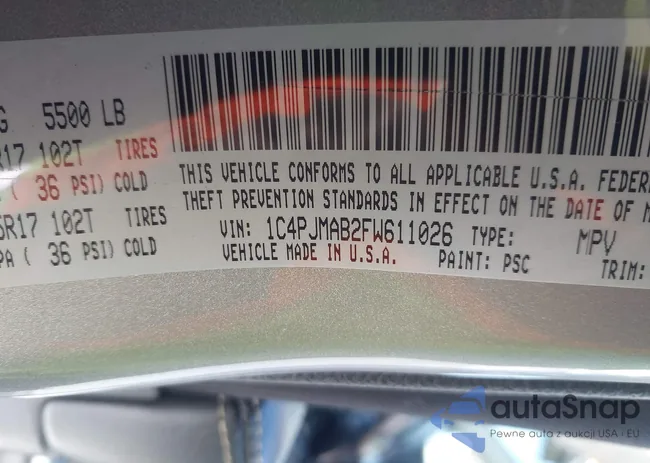 G 5500 LB
R17 102T TIRES
( 36 PSI) COLD
5R17 102T TIRES
PA ( 36 PSI) COLD
THIS VEHICLE CONFORMS TO ALL APPLICABLE U.S.A. FEDER
THEFT PREVENTION STANDARDS IN EFFECT ON THE DATE OF M
VIN: 1C4PJMAB2FW611026 TYPE: MPV
VEHICLE MADE IN U.S.A. PAINT: PSC TRIM:
autaSnap
Pewne auta z aukcji USA - EU